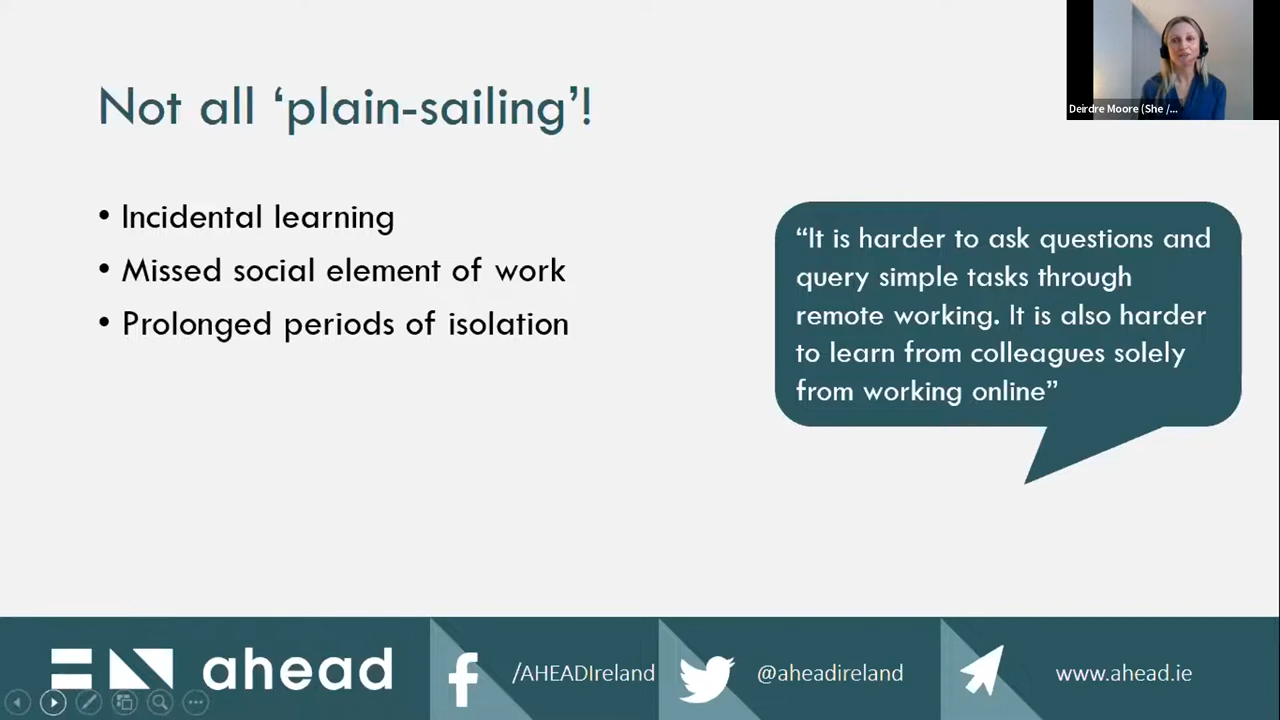 Deirdre Moore (She /...
Not all ‘plain-sailing’!
• Incidental learning
• Missed social element of work
• Prolonged periods of isolation
“It is harder to ask questions and
query simple tasks through
remote working. It is also harder
to learn from colleagues solely
from working online”
ahead
/AHEADIreland
@aheadireland
www.ahead.ie